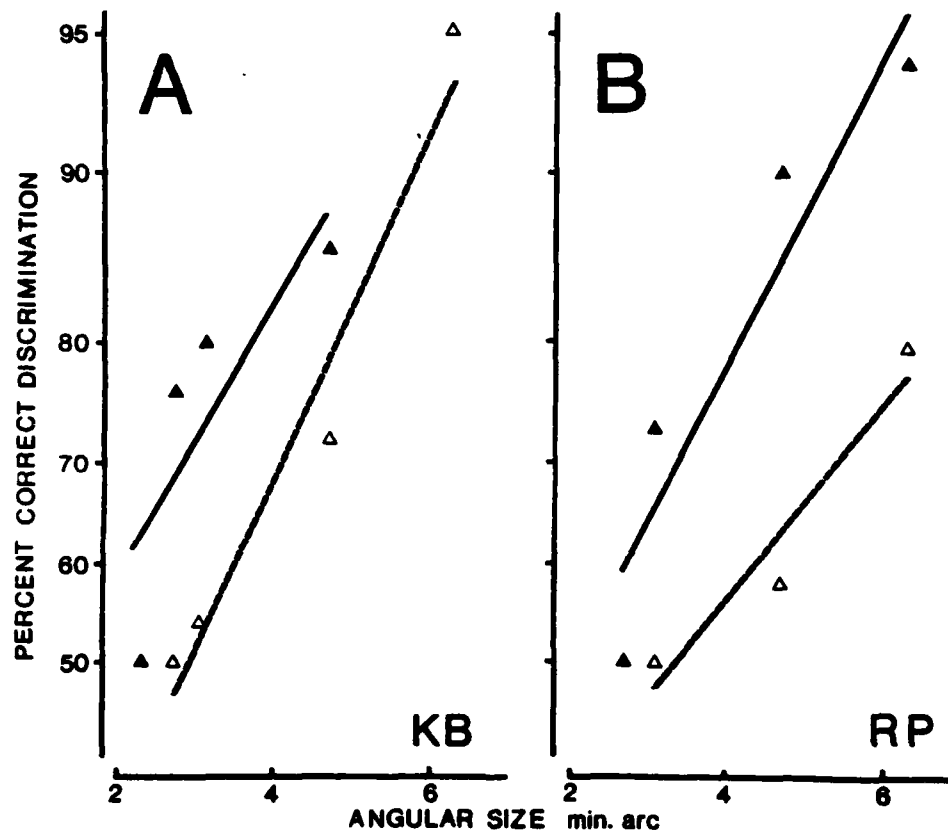 A
B
PERCENT CORRECT DISCRIMINATION
95
90
80
70
60
50
KB
RP
2 4 6
2 4 6
ANGULAR SIZE min. arc